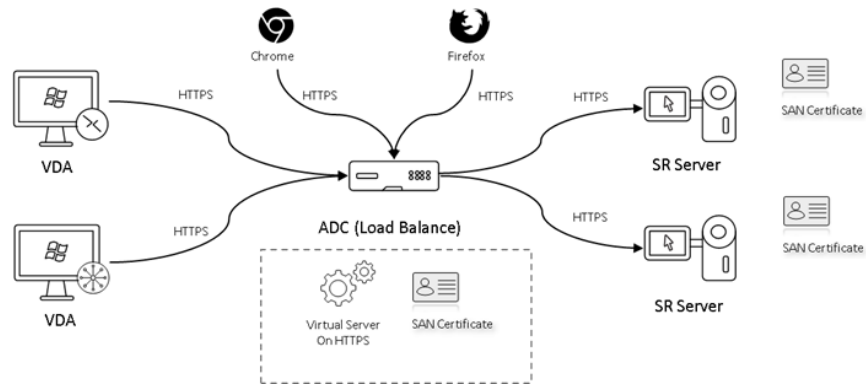 Chrome
Firefox
HTTPS
HTTPS
HTTPS
HTTPS
SAN Certificate
VDA
SR Server
HTTPS
HTTPS
ADC (Load Balance)
SAN Certificate
VDA
SR Server
Virtual Server
On HTTPS
SAN Certificate